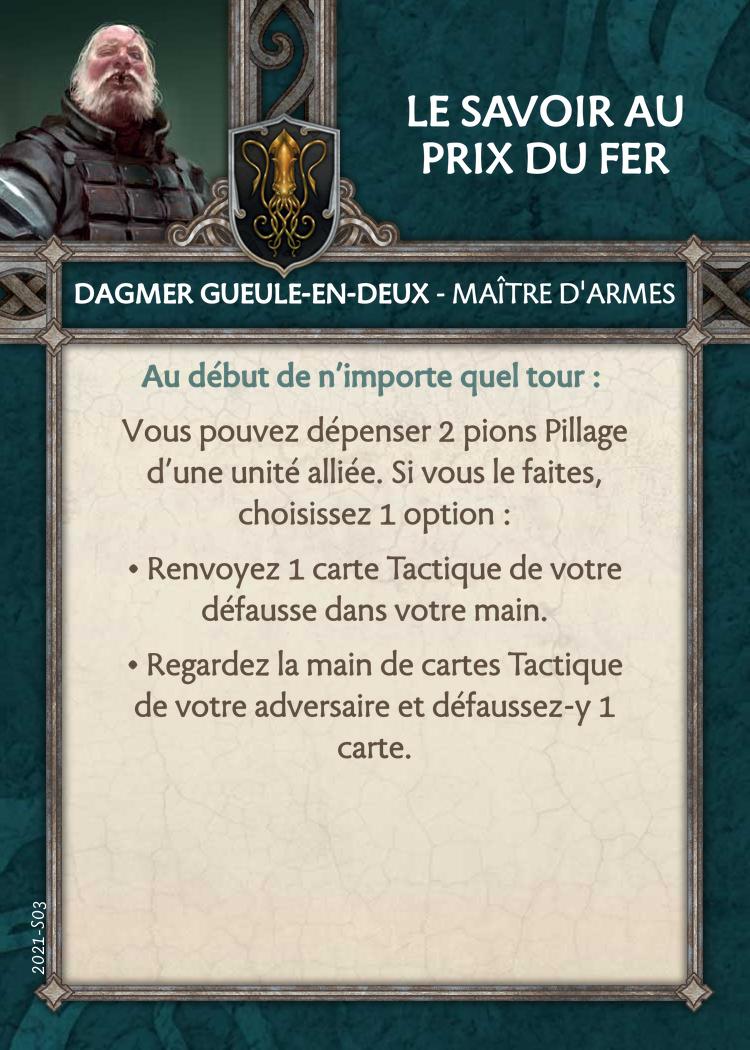 LE SAVOIR AU
PRIX DU FER
DAGMER GUEULE-EN-DEUX - MAÎTRE D'ARMES
Au début de n’importe quel tour :
Vous pouvez dépenser 2 pions Pillage
d’une unité alliée. Si vous le faites,
choisissez 1 option :
• Renvoyez 1 carte Tactique de votre
défausse dans votre main.
• Regardez la main de cartes Tactique
de votre adversaire et défaussez-y 1
carte.
2021-S03